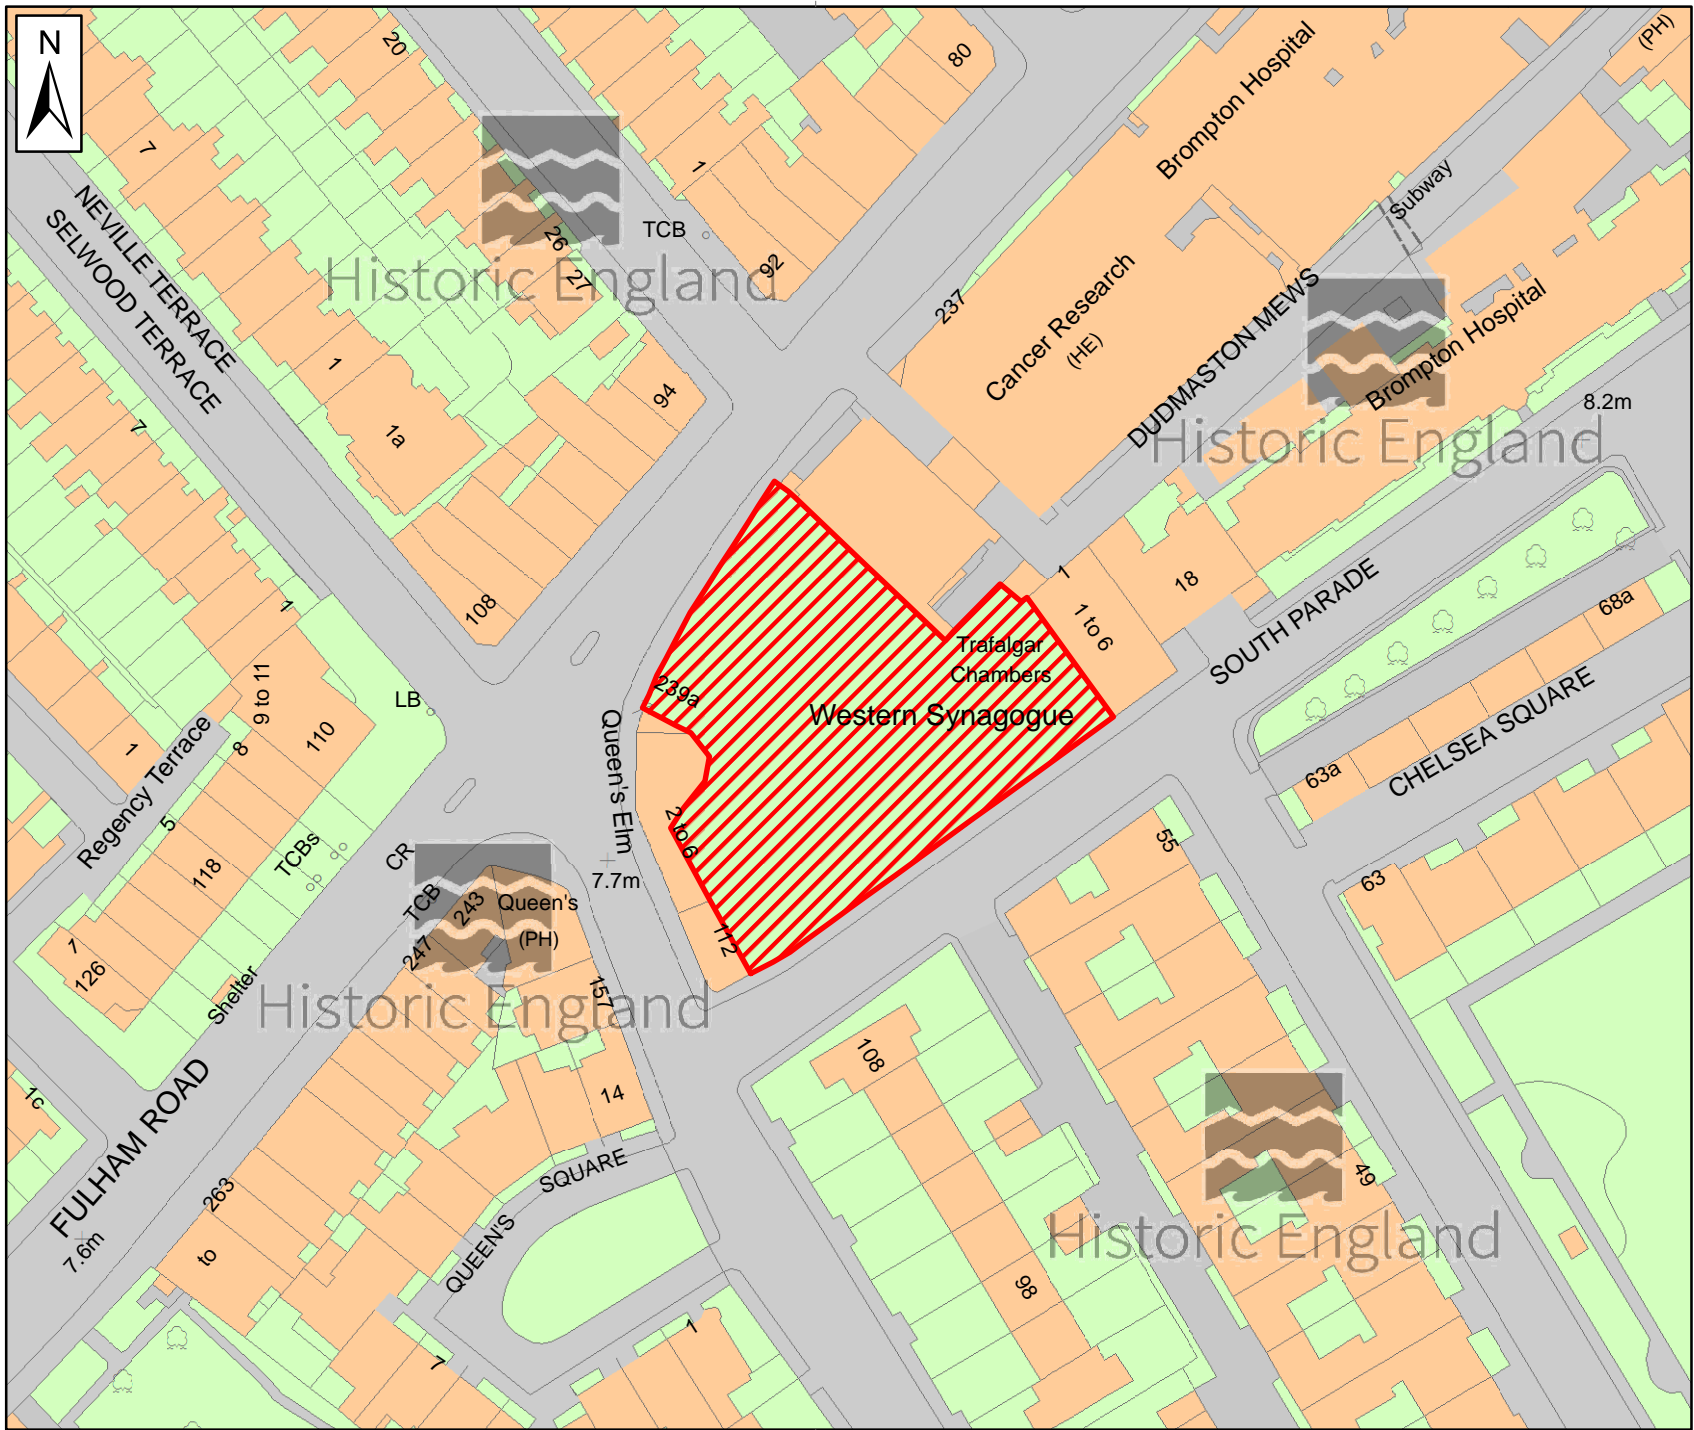 N
20
80
(PH)
Brompton Hospital
7
1
NEVILLE TERRACE
SELWOOD TERRACE
TCB
26
27
92
Historic England
Subway
237
Cancer Research
(HE)
DUDMASTON MEWS
Brompton Hospital
Historic England
8.2m
1
94
1a
7
108
1
1
1 to 6
18
SOUTH PARADE
68a
Trafalgar
Chambers
Western Synagogue
239a
Queen's Elm
2 to 6
112
7.7m
CHELSEA SQUARE
63a
63
55
9 to 11
LB
110
8
1
Regency Terrace
5
118
TCBs
CR
TCB
243
Queen's
(PH)
247
157
7
126
Shelter
Historic England
1c
FULHAM ROAD
7.6m
263
to
14
SQUARE
QUEEN'S
108
98
49
Historic England
7
1